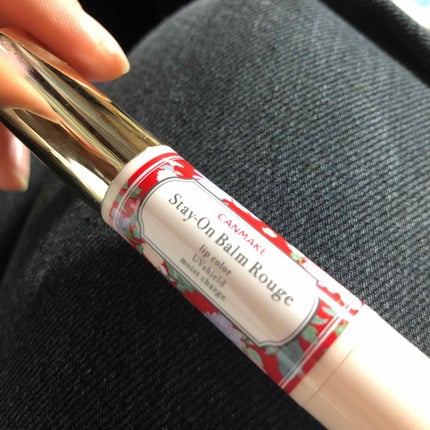 CANMAKE
Stay-On Balm Rouge
lip color
UV-shield
moist charge